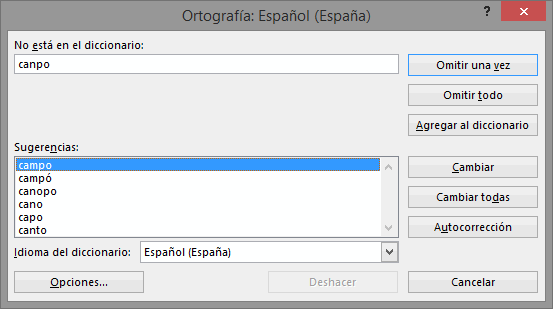 Ortografía: Español (España)
?
No está en el diccionario:
canpo
Omitir una vez
Omitir todo
Agregar al diccionario
Sugerencias:
campo
campó
canopo
cano
capo
canto
Cambiar
Cambiar todas
Autocorrección
Idioma del diccionario:
Español (España)
Opciones...
Deshacer
Cancelar